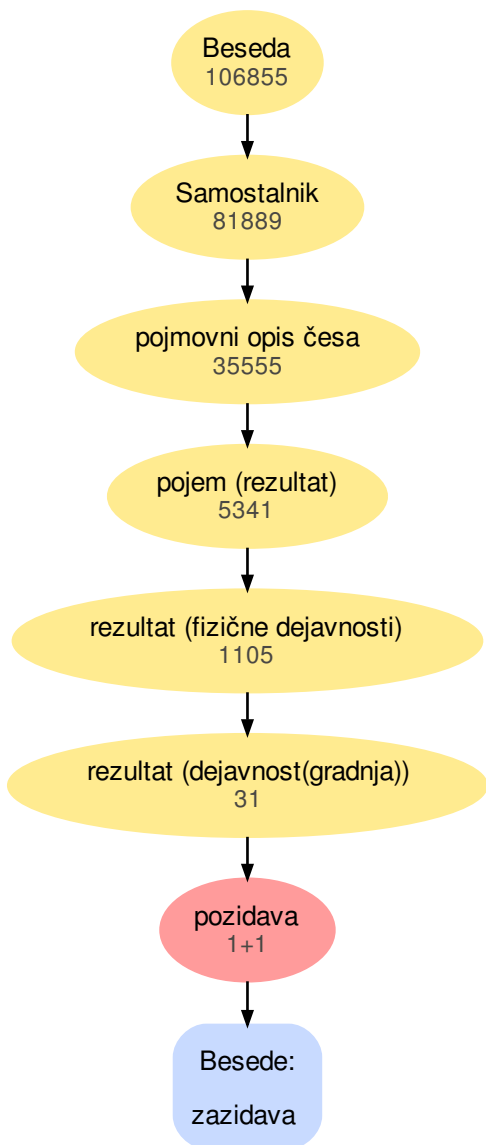 Beseda
106855
Samostalnik
81889
pojmovni opis česa
35555
pojem (rezultat)
5341
rezultat (fizične dejavnosti)
1105
rezultat (dejavnost(gradnja))
31
pozidava
1+1
Besede:
zazidava